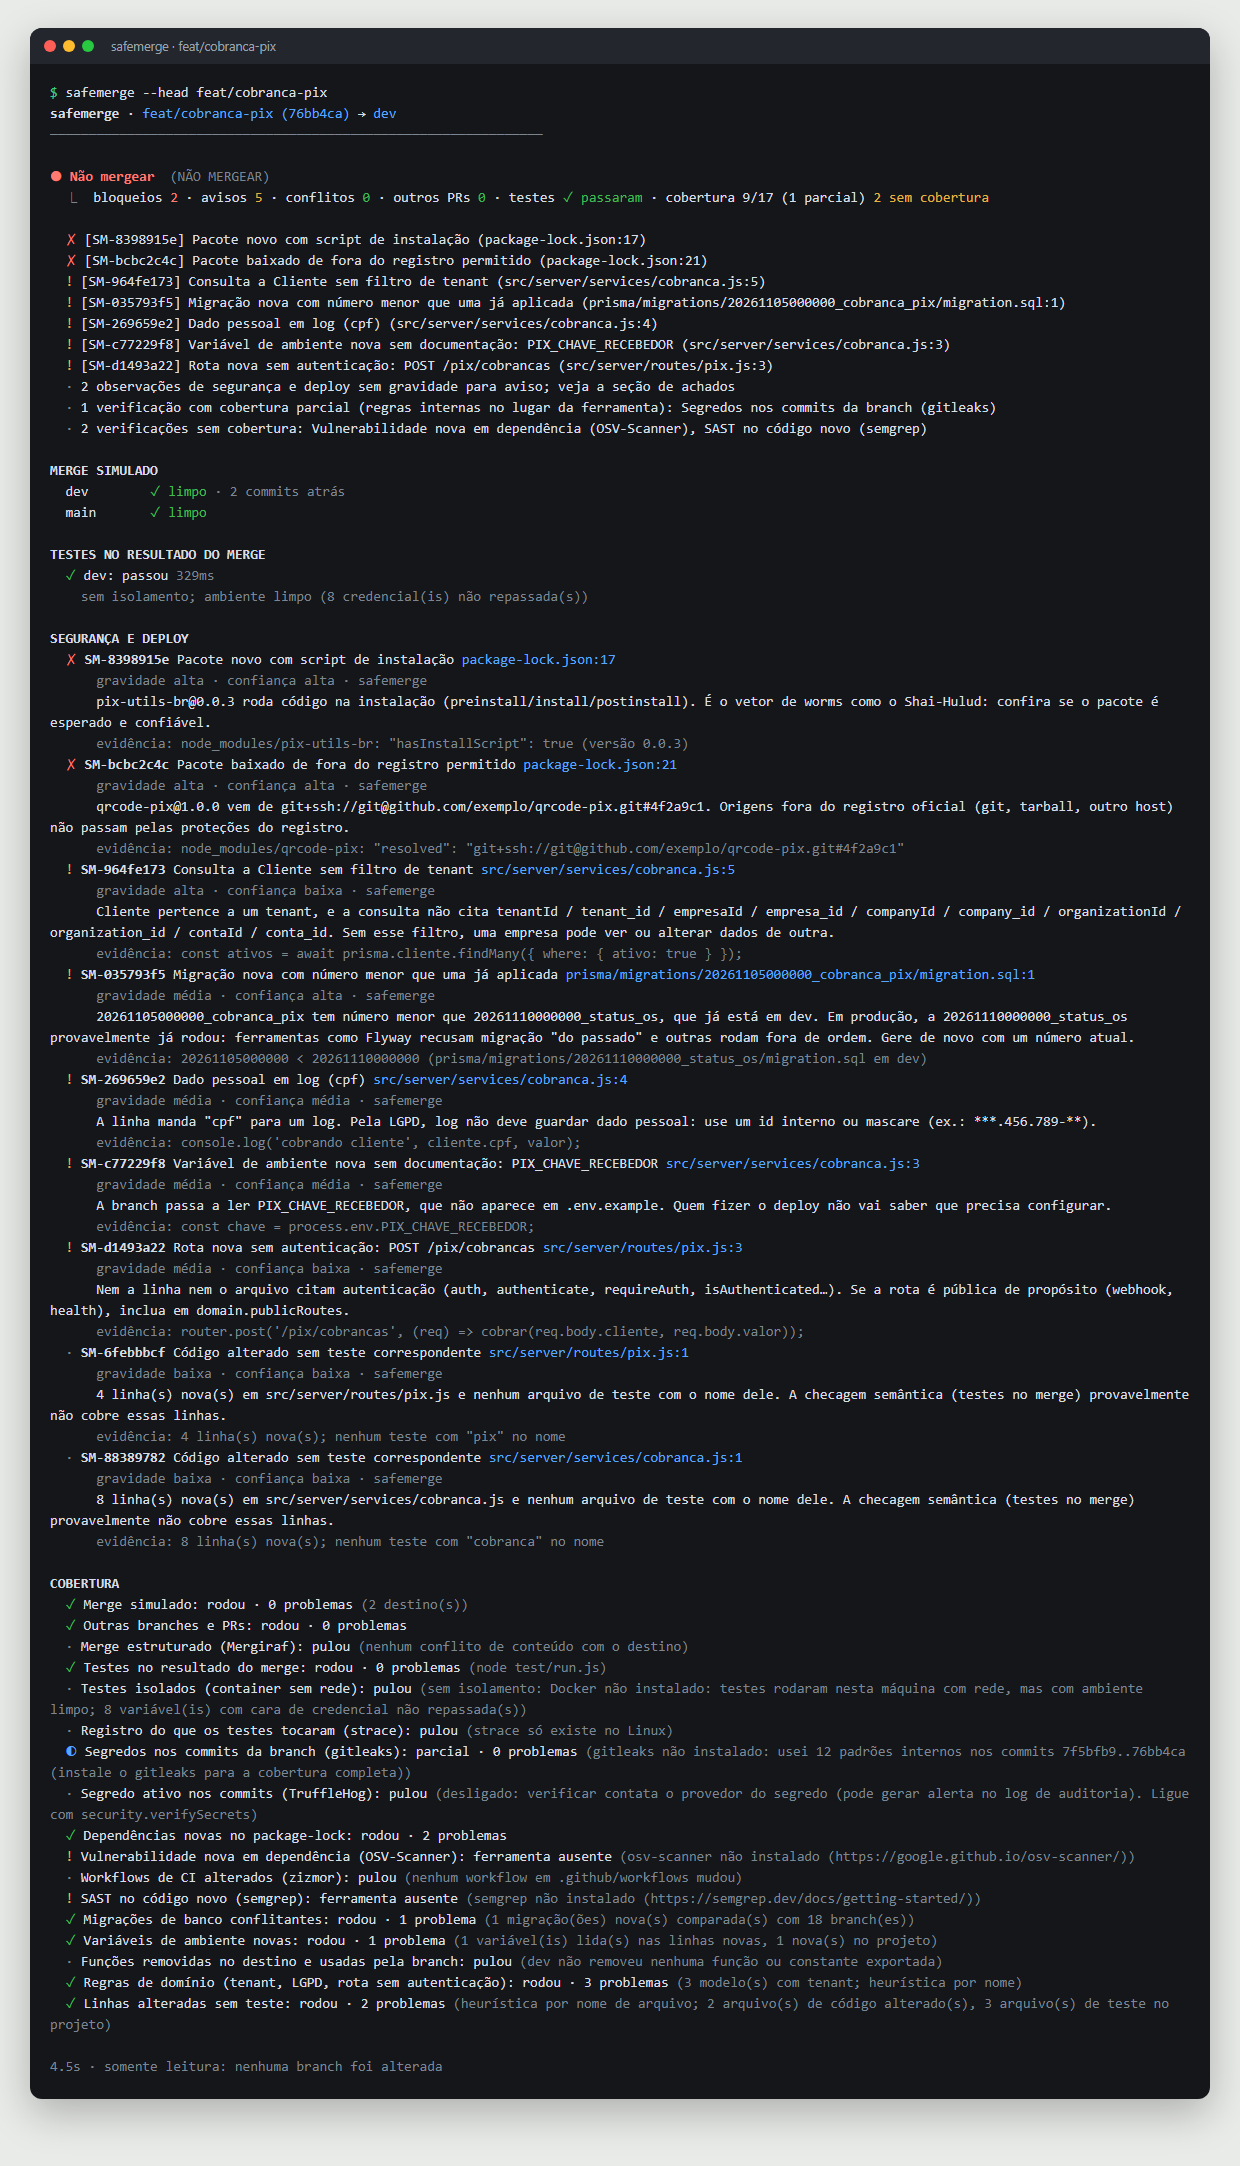 safemerge · feat/cobranca-pix
$ safemerge --head feat/cobranca-pix
safemerge · feat/cobranca-pix (76bb4ca) → dev
● Não mergear (NÃO MERGEAR)
⎿ bloqueios 2 · avisos 5 · conflitos 0 · outros PRs 0 · testes ✓ passaram · cobertura 9/17 (1 parcial) 2 sem cobertura
✗ [SM-8398915e] Pacote novo com script de instalação (package-lock.json:17)
✗ [SM-bcbc2c4c] Pacote baixado de fora do registro permitido (package-lock.json:21)
! [SM-964fe173] Consulta a Cliente sem filtro de tenant (src/server/services/cobranca.js:5)
! [SM-035793f5] Migração nova com número menor que uma já aplicada (prisma/migrations/20261105000000_cobranca_pix/migration.sql:1)
! [SM-269659e2] Dado pessoal em log (cpf) (src/server/services/cobranca.js:4)
! [SM-c77229f8] Variável de ambiente nova sem documentação: PIX_CHAVE_RECEBEDOR (src/server/services/cobranca.js:3)
! [SM-d1493a22] Rota nova sem autenticação: POST /pix/cobrancas (src/server/routes/pix.js:3)
· 2 observações de segurança e deploy sem gravidade para aviso; veja a seção de achados
· 1 verificação com cobertura parcial (regras internas no lugar da ferramenta): Segredos nos commits da branch (gitleaks)
· 2 verificações sem cobertura: Vulnerabilidade nova em dependência (OSV-Scanner), SAST no código novo (semgrep)
MERGE SIMULADO
dev ✓ limpo · 2 commits atrás
main ✓ limpo
TESTES NO RESULTADO DO MERGE
✓ dev: passou 329ms
sem isolamento; ambiente limpo (8 credencial(is) não repassada(s))
SEGURANÇA E DEPLOY
✗ SM-8398915e Pacote novo com script de instalação package-lock.json:17
gravidade alta · confiança alta · safemerge
pix-utils-br@0.0.3 roda código na instalação (preinstall/install/postinstall). É o vetor de worms como o Shai-Hulud: confira se o pacote é
esperado e confiável.
evidência: node_modules/pix-utils-br: "hasInstallScript": true (versão 0.0.3)
✗ SM-bcbc2c4c Pacote baixado de fora do registro permitido package-lock.json:21
gravidade alta · confiança alta · safemerge
qrcode-pix@1.0.0 vem de git+ssh://git@github.com/exemplo/qrcode-pix.git#4f2a9c1. Origens fora do registro oficial (git, tarball, outro host)
não passam pelas proteções do registro.
evidência: node_modules/qrcode-pix: "resolved": "git+ssh://git@github.com/exemplo/qrcode-pix.git#4f2a9c1"
! SM-964fe173 Consulta a Cliente sem filtro de tenant src/server/services/cobranca.js:5
gravidade alta · confiança baixa · safemerge
Cliente pertence a um tenant, e a consulta não cita tenantId / tenant_id / empresaId / empresa_id / companyId / company_id / organizationId /
organization_id / contaId / conta_id. Sem esse filtro, uma empresa pode ver ou alterar dados de outra.
evidência: const ativos = await prisma.cliente.findMany({ where: { ativo: true } });
! SM-035793f5 Migração nova com número menor que uma já aplicada prisma/migrations/20261105000000_cobranca_pix/migration.sql:1
gravidade média · confiança alta · safemerge
20261105000000_cobranca_pix tem número menor que 20261110000000_status_os, que já está em dev. Em produção, a 20261110000000_status_os
provavelmente já rodou: ferramentas como Flyway recusam migração "do passado" e outras rodam fora de ordem. Gere de novo com um número atual.
evidência: 20261105000000 < 20261110000000 (prisma/migrations/20261110000000_status_os/migration.sql em dev)
! SM-269659e2 Dado pessoal em log (cpf) src/server/services/cobranca.js:4
gravidade média · confiança média · safemerge
A linha manda "cpf" para um log. Pela LGPD, log não deve guardar dado pessoal: use um id interno ou mascare (ex.: ***.456.789-**).
evidência: console.log('cobrando cliente', cliente.cpf, valor);
! SM-c77229f8 Variável de ambiente nova sem documentação: PIX_CHAVE_RECEBEDOR src/server/services/cobranca.js:3
gravidade média · confiança média · safemerge
A branch passa a ler PIX_CHAVE_RECEBEDOR, que não aparece em .env.example. Quem fizer o deploy não vai saber que precisa configurar.
evidência: const chave = process.env.PIX_CHAVE_RECEBEDOR;
! SM-d1493a22 Rota nova sem autenticação: POST /pix/cobrancas src/server/routes/pix.js:3
gravidade média · confiança baixa · safemerge
Nem a linha nem o arquivo citam autenticação (auth, authenticate, requireAuth, isAuthenticated…). Se a rota é pública de propósito (webhook,
health), inclua em domain.publicRoutes.
evidência: router.post('/pix/cobrancas', (req) => cobrar(req.body.cliente, req.body.valor));
· SM-6febbbcf Código alterado sem teste correspondente src/server/routes/pix.js:1
gravidade baixa · confiança baixa · safemerge
4 linha(s) nova(s) em src/server/routes/pix.js e nenhum arquivo de teste com o nome dele. A checagem semântica (testes no merge) provavelmente
não cobre essas linhas.
evidência: 4 linha(s) nova(s); nenhum teste com "pix" no nome
· SM-88389782 Código alterado sem teste correspondente src/server/services/cobranca.js:1
gravidade baixa · confiança baixa · safemerge
8 linha(s) nova(s) em src/server/services/cobranca.js e nenhum arquivo de teste com o nome dele. A checagem semântica (testes no merge)
provavelmente não cobre essas linhas.
evidência: 8 linha(s) nova(s); nenhum teste com "cobranca" no nome
COBERTURA
✓ Merge simulado: rodou · 0 problemas (2 destino(s))
✓ Outras branches e PRs: rodou · 0 problemas
· Merge estruturado (Mergiraf): pulou (nenhum conflito de conteúdo com o destino)
✓ Testes no resultado do merge: rodou · 0 problemas (node test/run.js)
· Testes isolados (container sem rede): pulou (sem isolamento: Docker não instalado: testes rodaram nesta máquina com rede, mas com ambiente
limpo; 8 variável(is) com cara de credencial não repassada(s))
· Registro do que os testes tocaram (strace): pulou (strace só existe no Linux)
◐ Segredos nos commits da branch (gitleaks): parcial · 0 problemas (gitleaks não instalado: usei 12 padrões internos nos commits 7f5bfb9..76bb4ca
(instale o gitleaks para a cobertura completa))
· Segredo ativo nos commits (TruffleHog): pulou (desligado: verificar contata o provedor do segredo (pode gerar alerta no log de auditoria). Ligue
com security.verifySecrets)
✓ Dependências novas no package-lock: rodou · 2 problemas
! Vulnerabilidade nova em dependência (OSV-Scanner): ferramenta ausente (osv-scanner não instalado (https://google.github.io/osv-scanner/))
· Workflows de CI alterados (zizmor): pulou (nenhum workflow em .github/workflows mudou)
! SAST no código novo (semgrep): ferramenta ausente (semgrep não instalado (https://semgrep.dev/docs/getting-started/))
✓ Migrações de banco conflitantes: rodou · 1 problema (1 migração(ões) nova(s) comparada(s) com 18 branch(es))
✓ Variáveis de ambiente novas: rodou · 1 problema (1 variável(is) lida(s) nas linhas novas, 1 nova(s) no projeto)
· Funções removidas no destino e usadas pela branch: pulou (dev não removeu nenhuma função ou constante exportada)
✓ Regras de domínio (tenant, LGPD, rota sem autenticação): rodou · 3 problemas (3 modelo(s) com tenant; heurística por nome)
✓ Linhas alteradas sem teste: rodou · 2 problemas (heurística por nome de arquivo; 2 arquivo(s) de código alterado(s), 3 arquivo(s) de teste no
projeto)
4.5s · somente leitura: nenhuma branch foi alterada